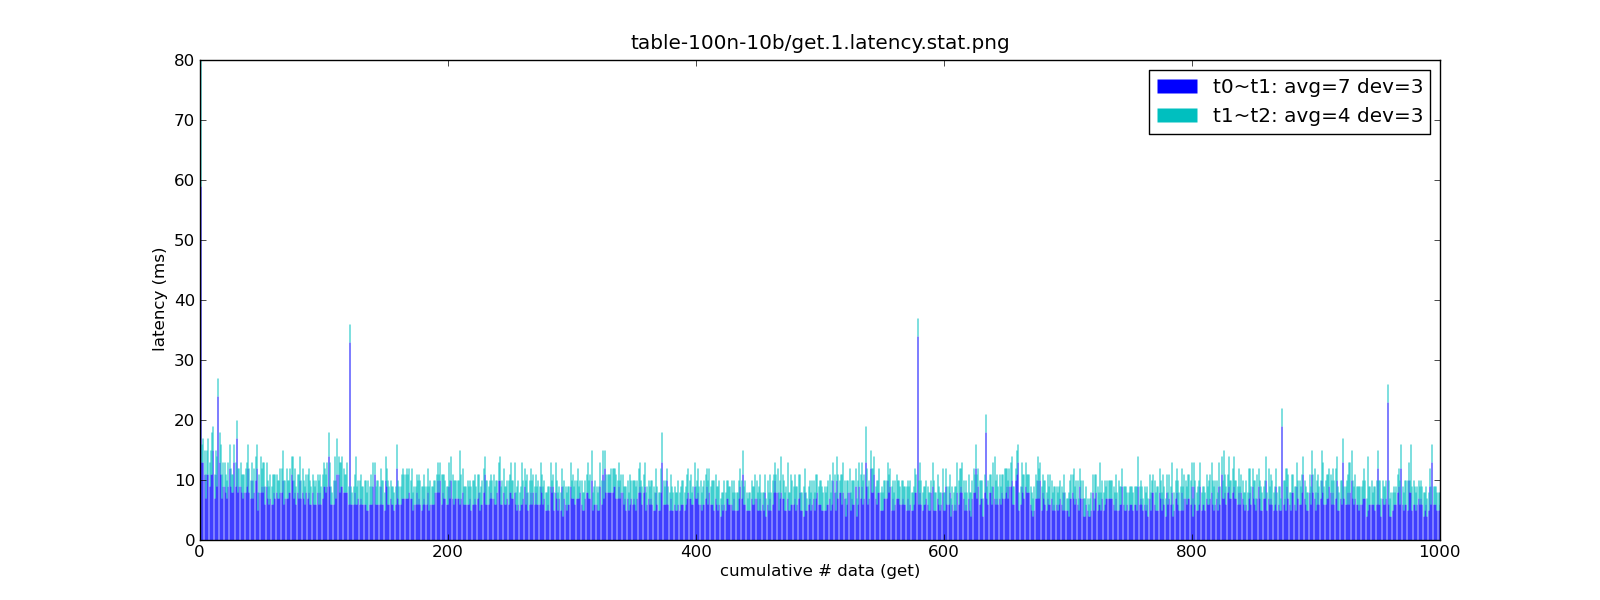 table-100n-10b/get.1.latency.stat.png
t0~t1: avg=7 dev=3
t1~t2: avg=4 dev=3
latency (ms)
80
70
60
50
40
30
20
10
0
0 200 400 600 800 1000
cumulative # data (get)